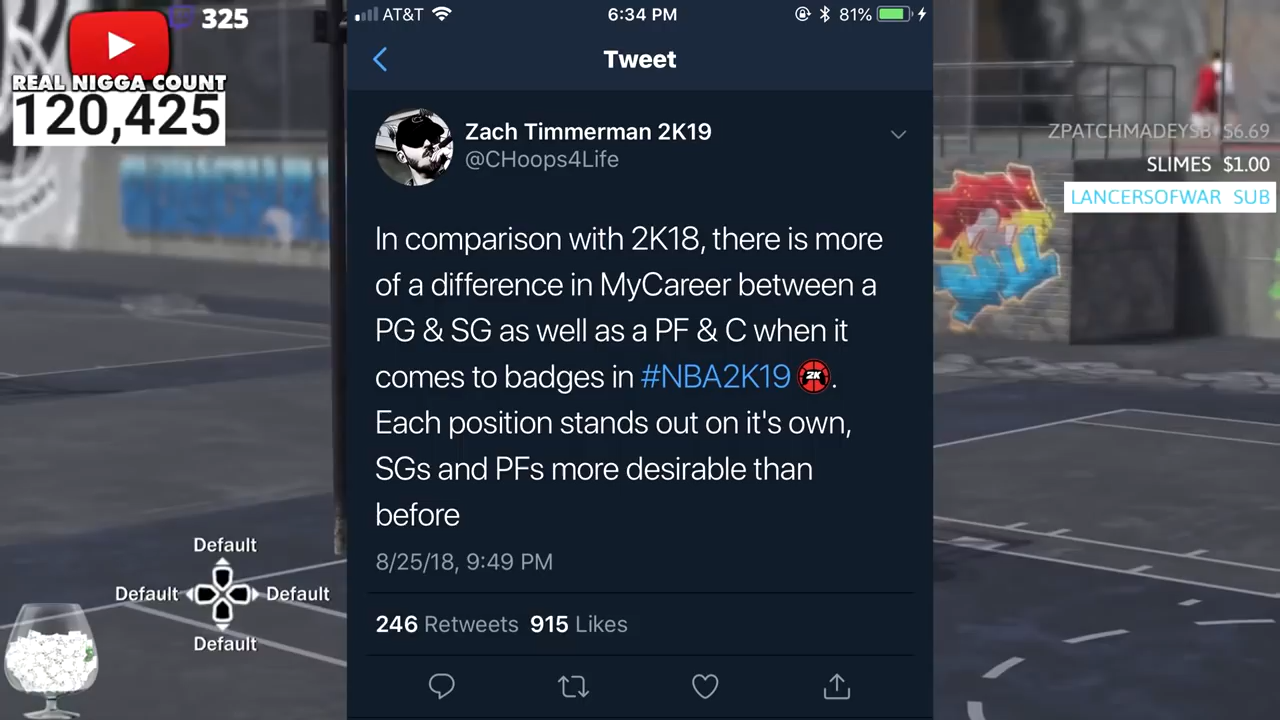 325
REAL NIGGA COUNT
120,425
AT&T
6:34 PM
81%
Tweet
Zach Timmerman 2K19
@CHoops4Life
In comparison with 2K18, there is more
of a difference in MyCareer between a
PG & SG as well as a PF & C when it
comes to badges in #NBA2K19 2K.
Each position stands out on it's own,
SGs and PFs more desirable than
before
8/25/18, 9:49 PM
246 Retweets 915 Likes
ZPATCHMADEYSB $6.69
SLIMES $1.00
LANCERSOFWAR SUB
Default
Default Default
Default